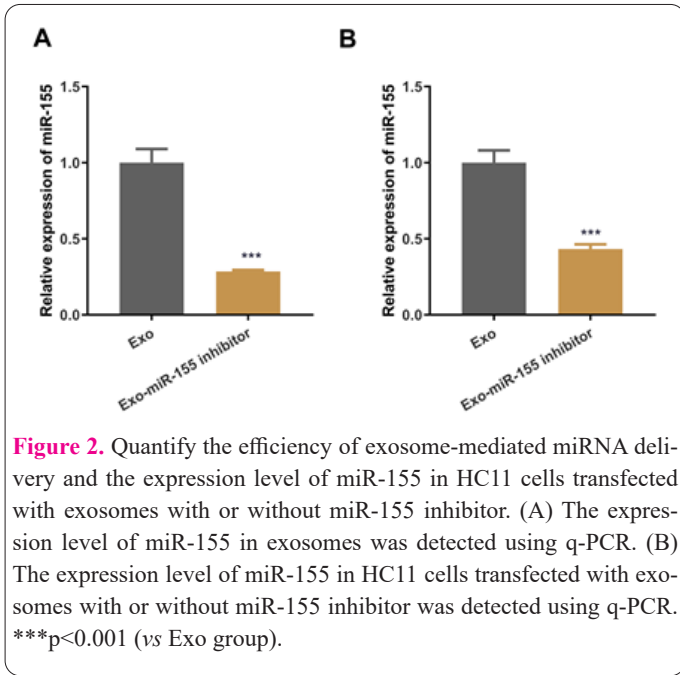 A
B
Relative expression of miR-155
1.5
1.0
0.5
0.0
***
Exo
Exo-miR-155 inhibitor
Relative expression of miR-155
1.5
1.0
0.5
0.0
***
Exo
Exo-miR-155 inhibitor
Figure 2. Quantify the efficiency of exosome-mediated miRNA deli-
very and the expression level of miR-155 in HC11 cells transfected
with exosomes with or without miR-155 inhibitor. (A) The expres-
sion level of miR-155 in exosomes was detected using q-PCR. (B)
The expression level of miR-155 in HC11 cells transfected with exo-
somes with or without miR-155 inhibitor was detected using q-PCR.
***p<0.001 (vs Exo group).